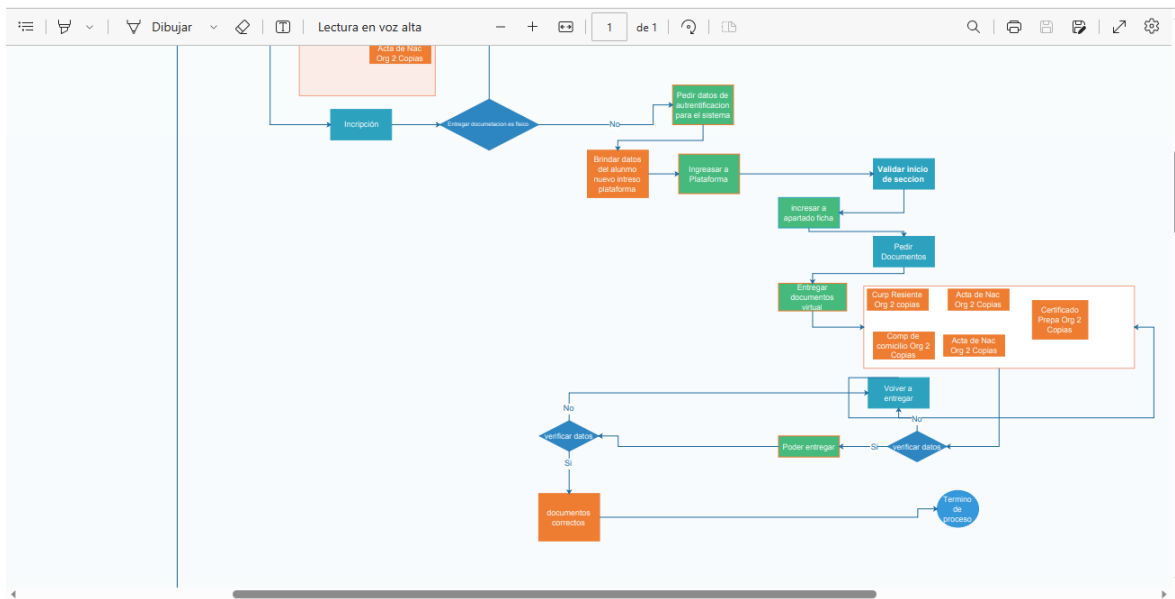 Dibujar
Lectura en voz alta
1
de 1
Acta de Nac
Org 2 Copias
Incripción
Entregar documetacion es fisico
No
Pedir datos de
autrentificacion
para el sistema
Brindar datos
del alunmo
nuevo intreso
plataforma
Ingreasar a
Plataforma
Validar inicio
de seccion
incresar a
apartado ficha
Pedir
Documentos
Entregar
documentos
virtual
Curp Resiente
Org 2 copias
Acta de Nac
Org 2 Copias
Certificado
Prepa Org 2
Copias
Comp de
comicilio Org 2
Copias
Acta de Nac
Org 2 Copias
Volver a
entregar
No
No
verificar datos
Poder entregar
Si
verificar datos
Si
documentos
correctos
Termino
de
proceso